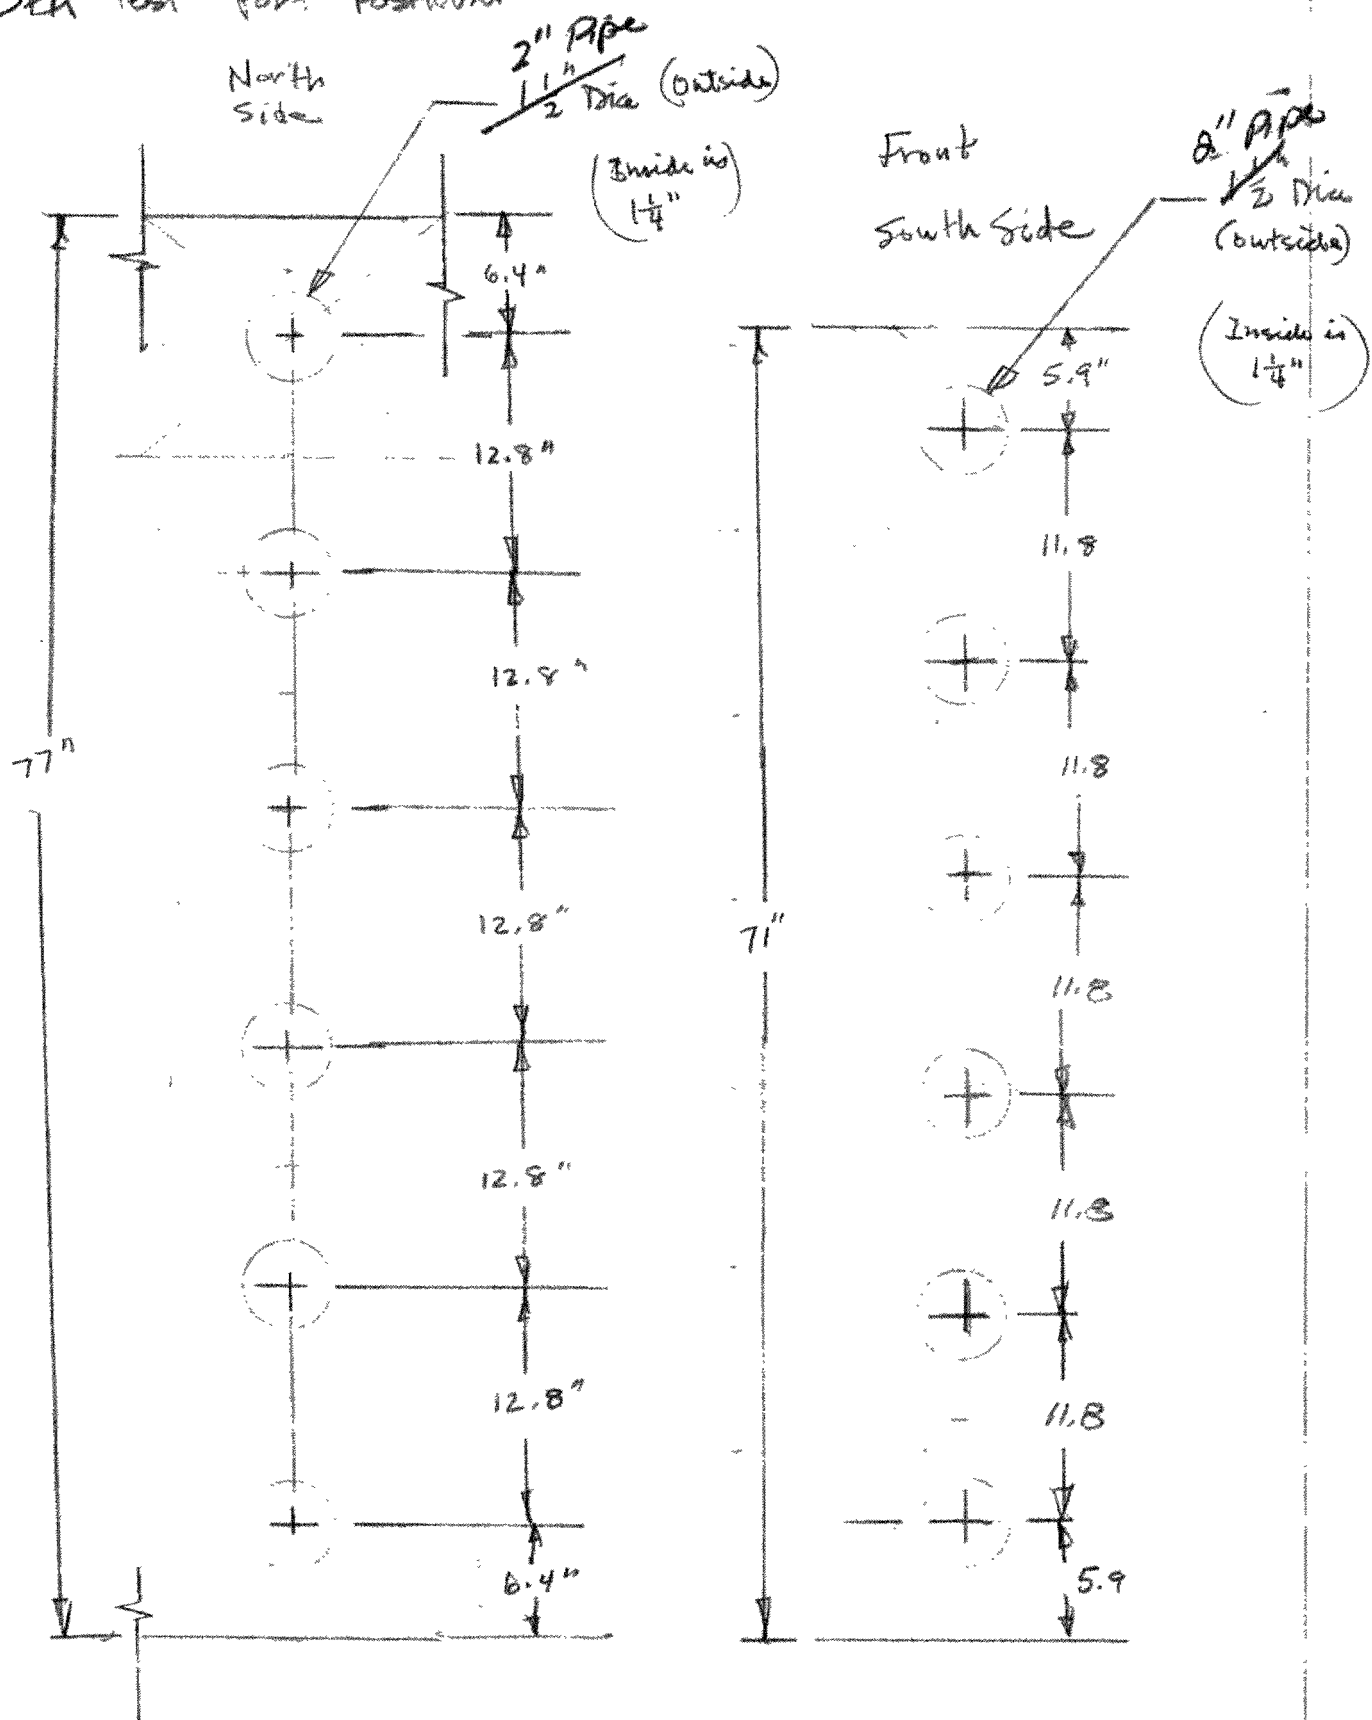 Test Port Positions
North
Side
2" Pipe
1 1/2" Dia (outside)
(Inside is
1 1/4")
6.4"
12.8"
12.8"
12.8"
12.8"
12.8"
6.4"
77"
Front
South Side
2" Pipe
1 1/2" Dia
(outside)
(Inside is
1 1/4")
5.9"
11.8
11.8
11.8
11.8
11.8
5.9
71"